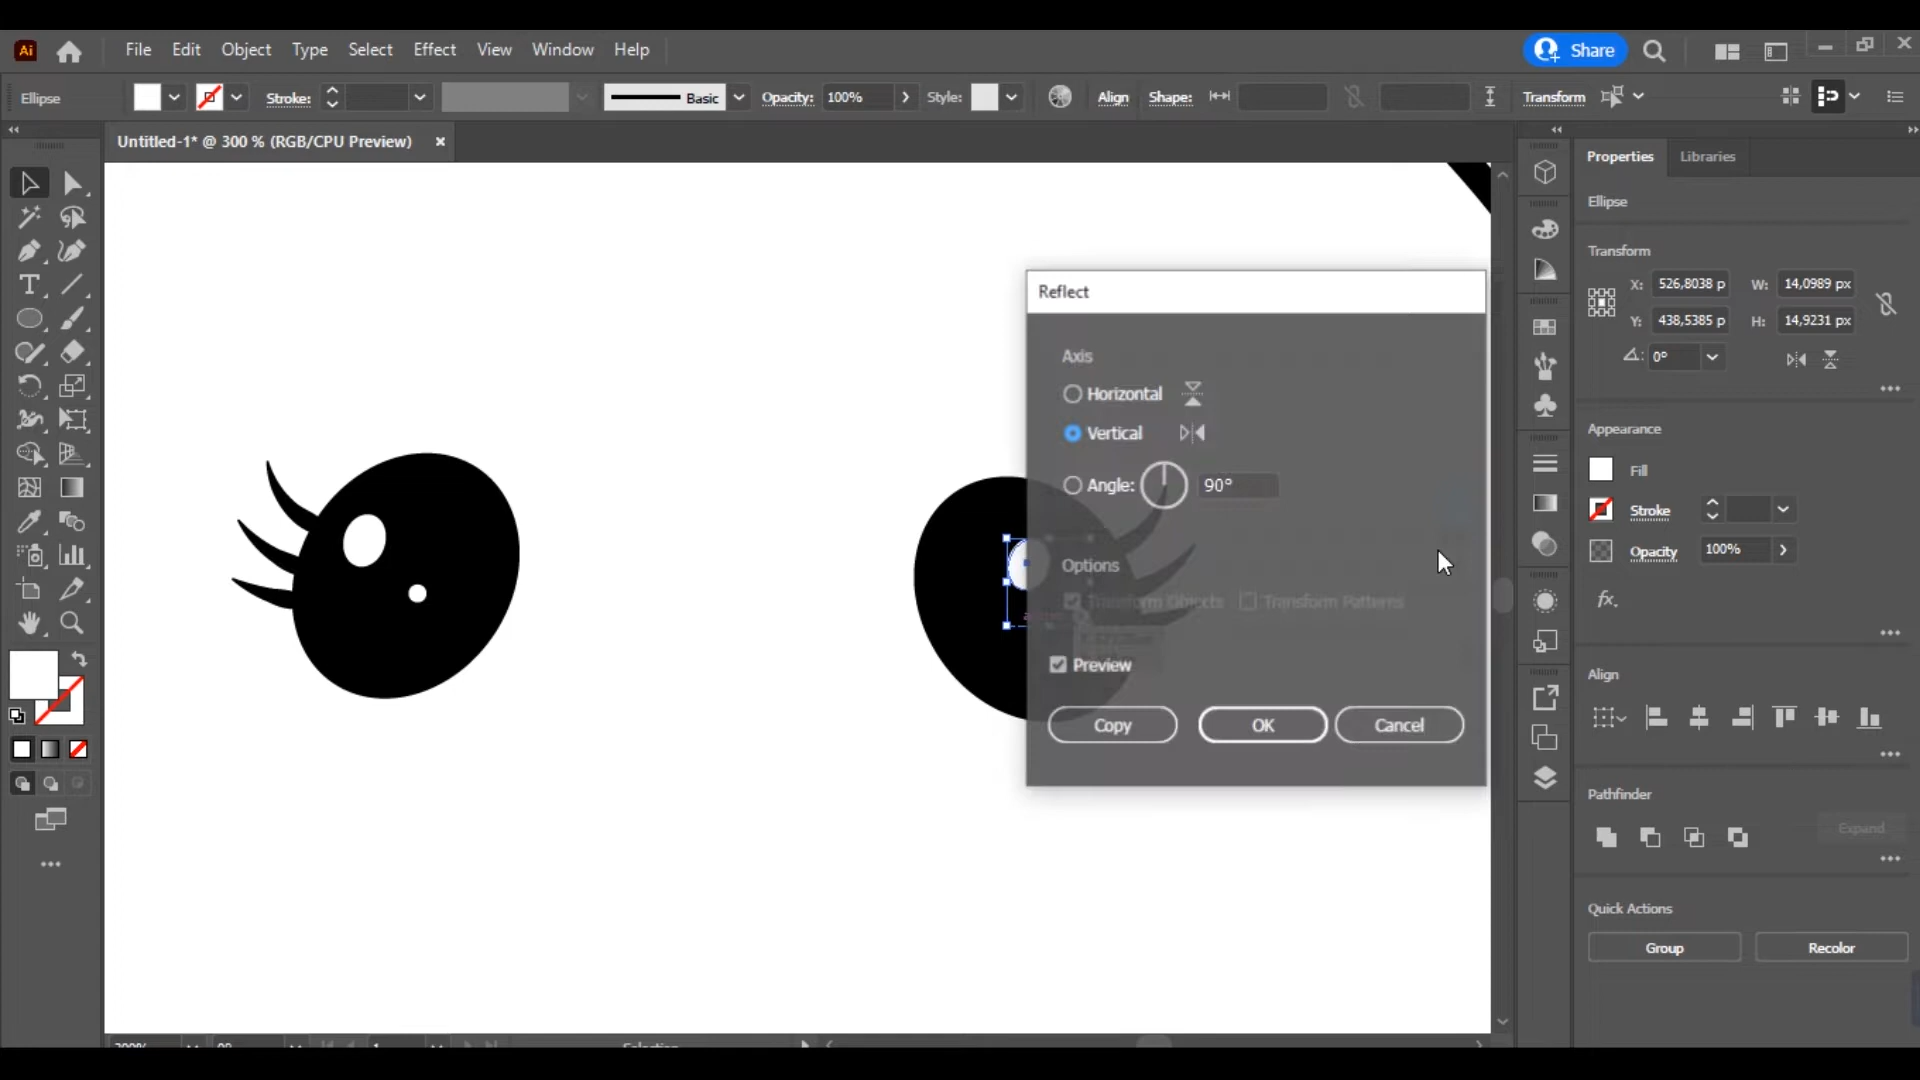 Ai File Edit Object Type Select Effect View Window Help Share
Ellipse Stroke: Basic Opacity: 100% Style: Align Shape: Transform
Untitled-1* @ 300 % (RGB/CPU Preview) ×
Properties Libraries
Ellipse
Transform
X: 526,8038 p W: 14,0989 px
Y: 438,5385 p H: 14,9231 px
0°
Appearance
Fill
Stroke
Opacity 100%
fx.
Align
Pathfinder
Expand
Quick Actions
Group Recolor
Reflect
Axis
Horizontal
Vertical
Angle: 90°
Options
Transform Objects Transform Patterns
Preview
Copy OK Cancel
T